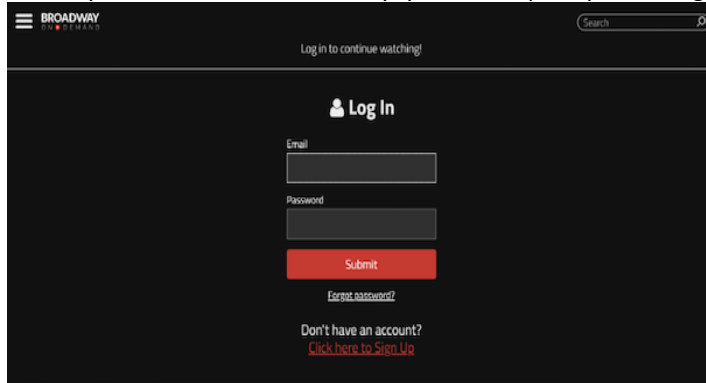 BROADWAY
ON DEMAND
Search
Log in to continue watching!
Log In
Email
Password
Submit
Forgot password?
Don't have an account?
Click here to Sign Up